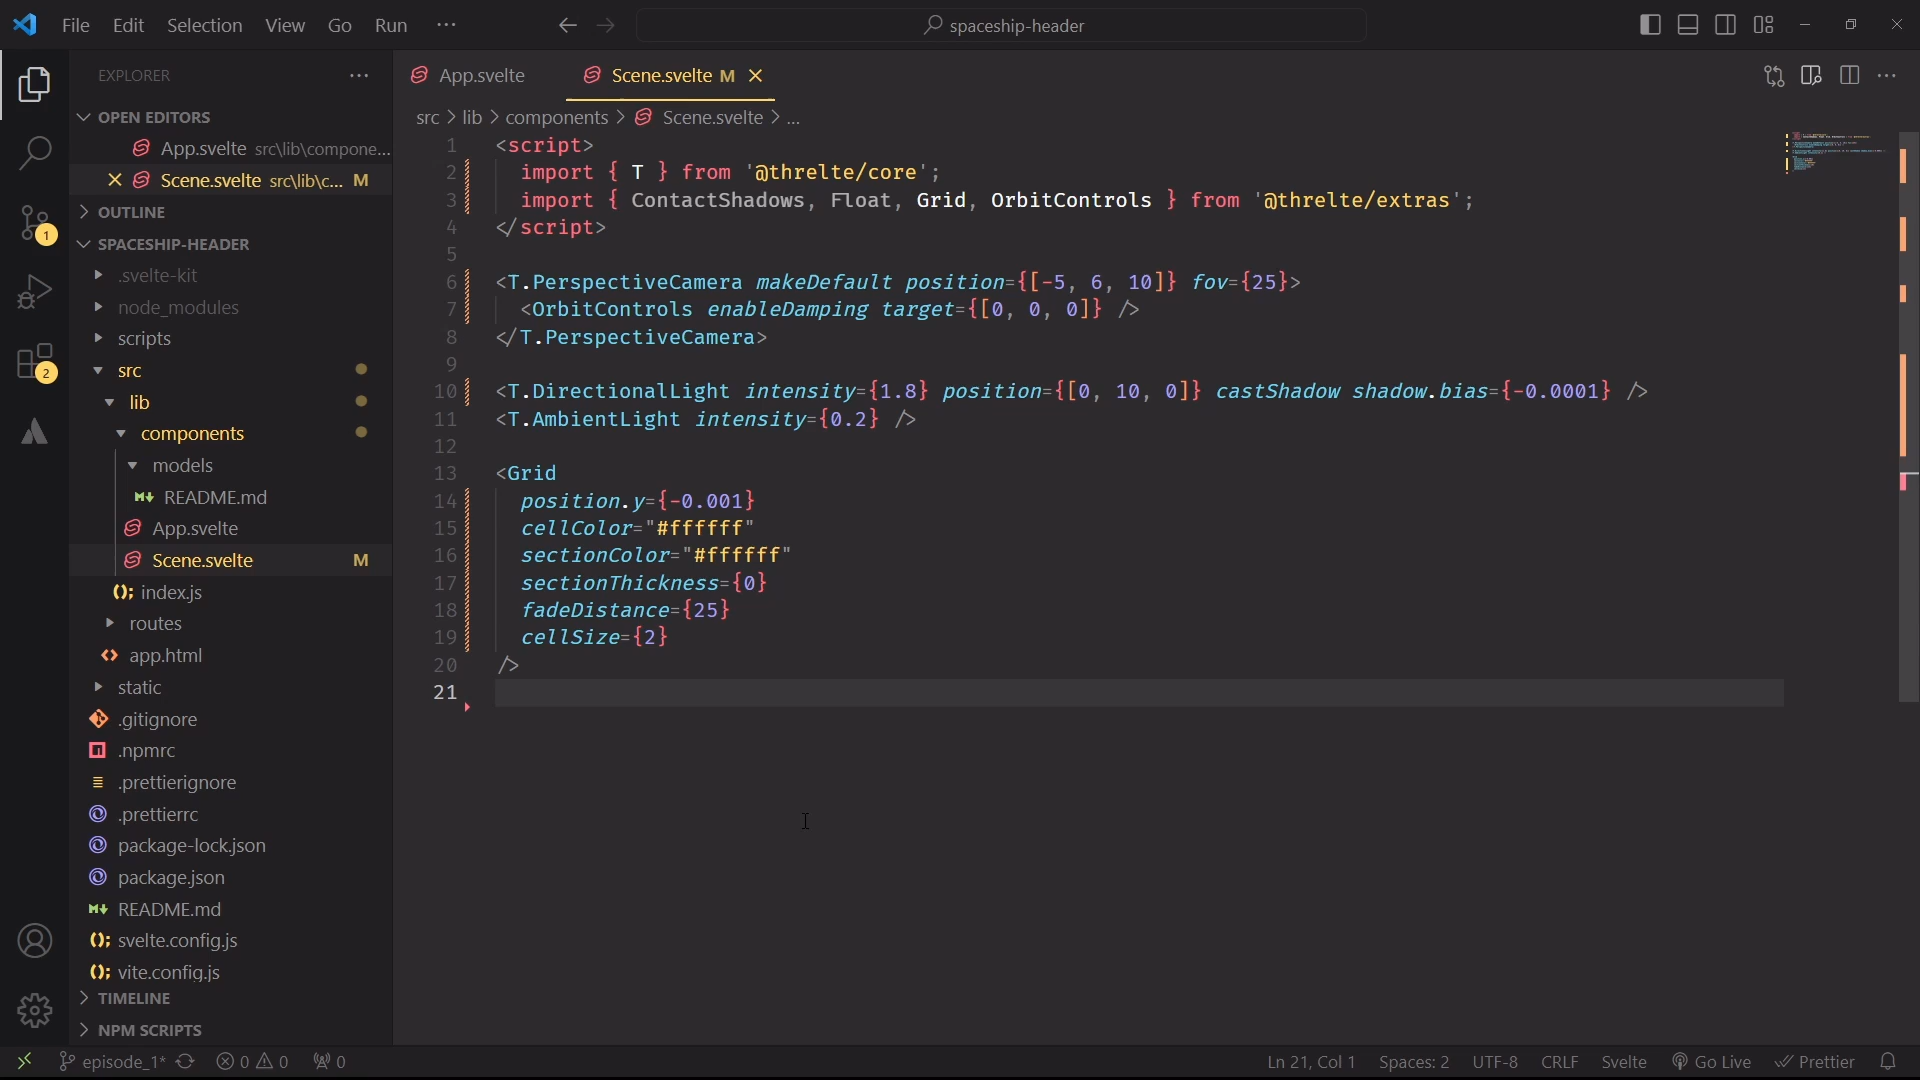 File Edit Selection View Go Run ··· spaceship-header
EXPLORER ···
OPEN EDITORS
App.svelte src\lib\compone...
Scene.svelte src\lib\c... M
OUTLINE
SPACESHIP-HEADER
.svelte-kit
node_modules
scripts
src
lib
components
models
README.md
App.svelte
Scene.svelte M
index.js
routes
app.html
static
.gitignore
.npmrc
.prettierignore
.prettierrc
package-lock.json
package.json
README.md
svelte.config.js
vite.config.js
TIMELINE
NPM SCRIPTS
1
2
App.svelte Scene.svelte M
src > lib > components > Scene.svelte > ...
1 <script>
2 import { T } from '@threlte/core';
3 import { ContactShadows, Float, Grid, OrbitControls } from '@threlte/extras';
4 </script>
5
6 <T.PerspectiveCamera makeDefault position={[-5, 6, 10]} fov={25}>
7 <OrbitControls enableDamping target={[0, 0, 0]} />
8 </T.PerspectiveCamera>
9
10 <T.DirectionalLight intensity={1.8} position={[0, 10, 0]} castShadow shadow.bias={-0.0001} />
11 <T.AmbientLight intensity={0.2} />
12
13 <Grid
14 position.y={-0.001}
15 cellColor="#ffffff"
16 sectionColor="#ffffff"
17 sectionThickness={0}
18 fadeDistance={25}
19 cellSize={2}
20 />
21
episode_1* 0 0 0 Ln 21, Col 1 Spaces: 2 UTF-8 CRLF Svelte Go Live Prettier